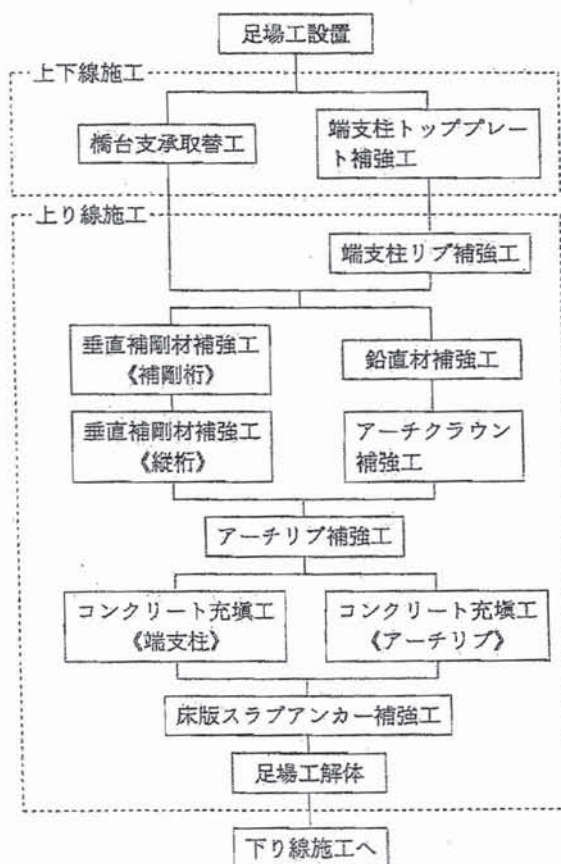 足場工設置
上下線施工
橋台支承取替工
端支柱トッププレー
ト補強工
上り線施工
端支柱リブ補強工
垂直補剛材補強工
《補剛桁》
鉛直材補強工
垂直補剛材補強工
《縦桁》
アーチクラウン
補強工
アーチリブ補強工
コンクリート充塡工
《端支柱》
コンクリート充塡工
《アーチリブ》
床版スラブアンカー補強工
足場工解体
下り線施工へ